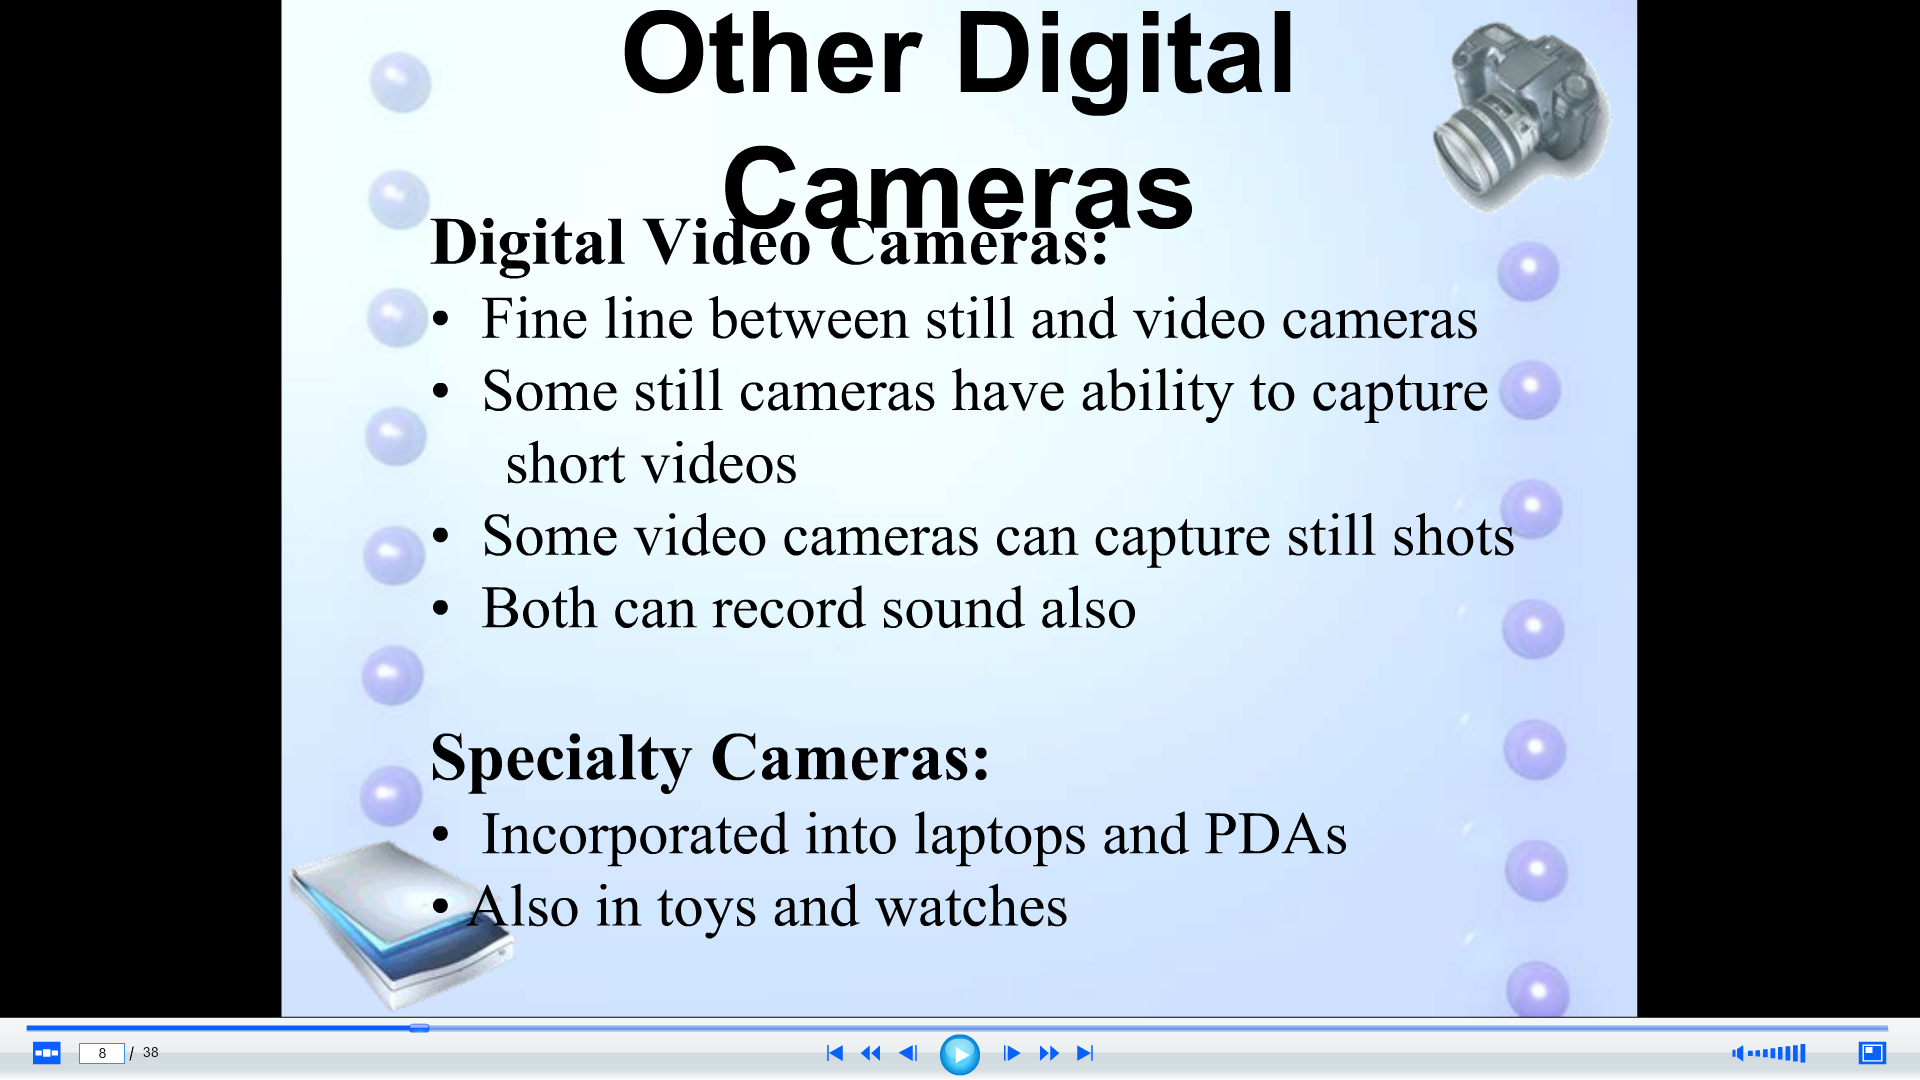 Other Digital
Cameras
Digital Video Cameras:
• Fine line between still and video cameras
• Some still cameras have ability to capture
short videos
• Some video cameras can capture still shots
• Both can record sound also
Specialty Cameras:
• Incorporated into laptops and PDAs
• Also in toys and watches
8 / 38